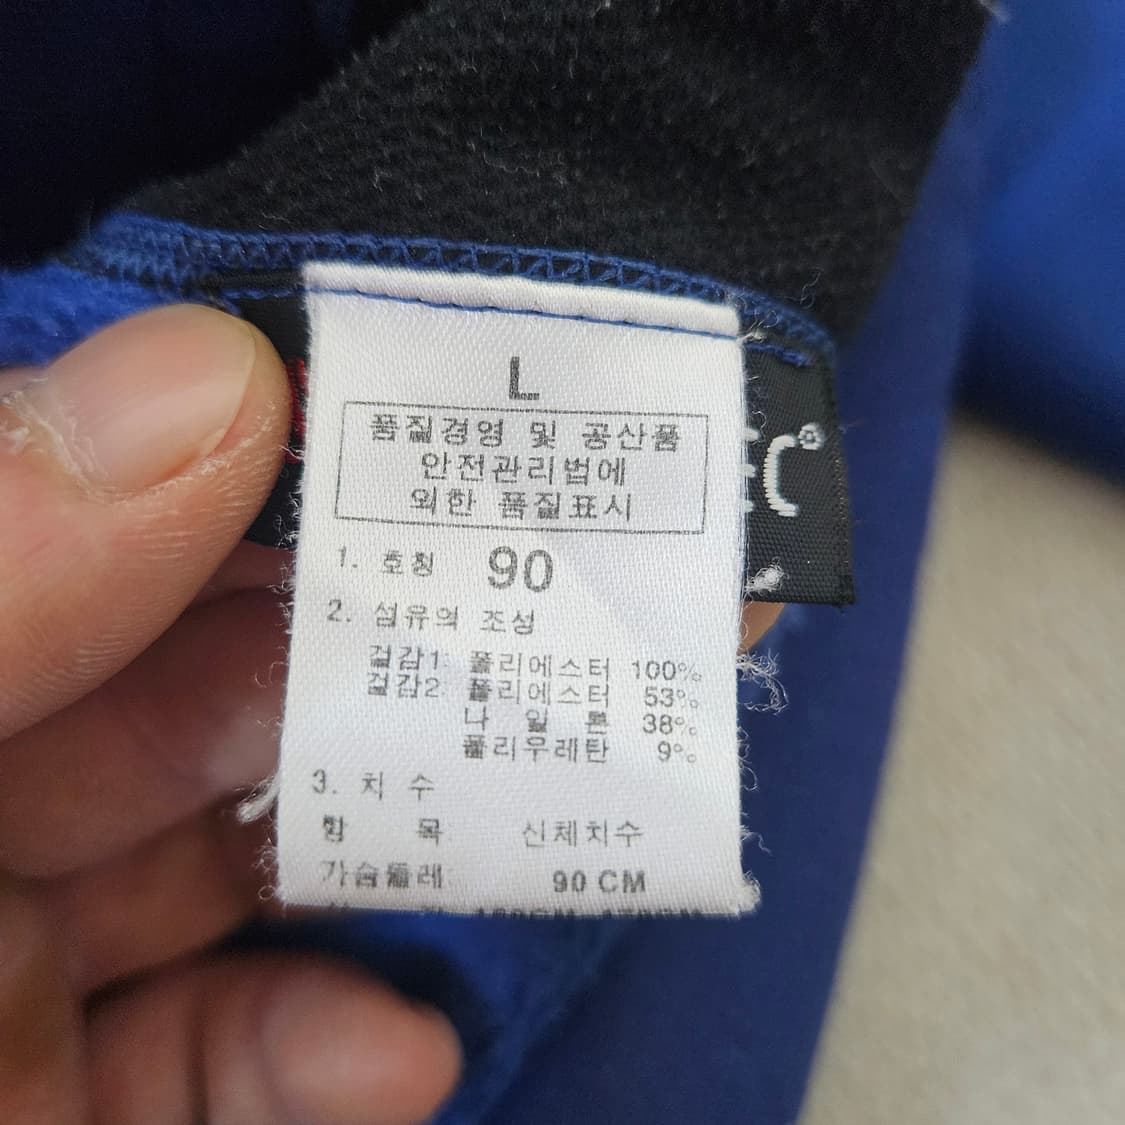 L
품질경영 및 공산품
안전관리법에
의한 품질표시
1. 호칭 90
2. 섬유의 조성
겉감1: 폴리에스터 100%
겉감2: 폴리에스터 53%
나 일 론 38%
폴리우레탄 9%
3. 치 수
항 목 신체치수
가슴둘레 90 CM